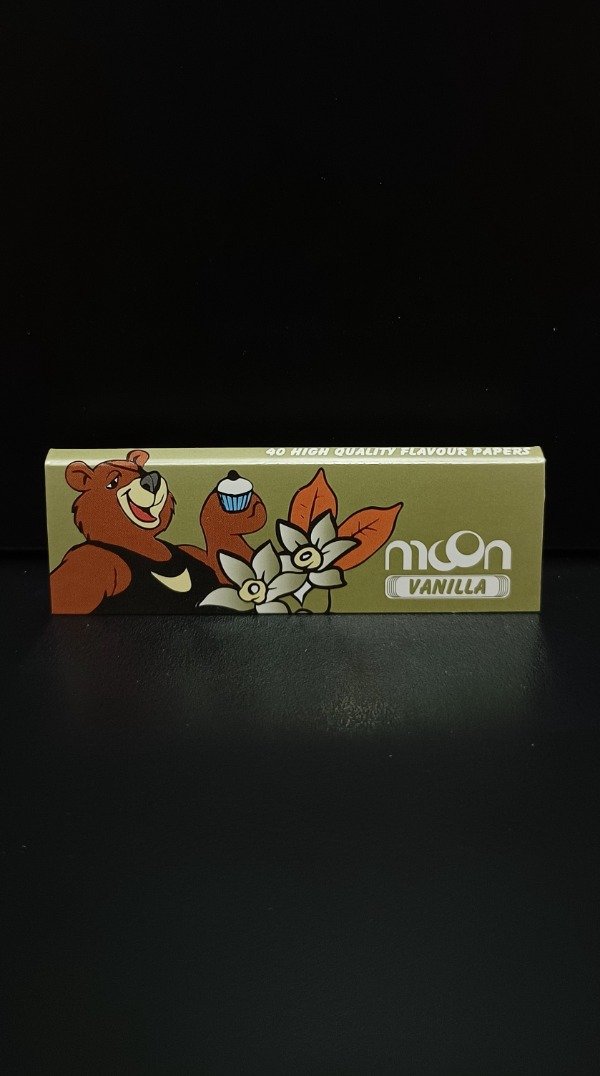 40 HIGH QUALITY FLAVOUR PAPERS
moon
VANILLA